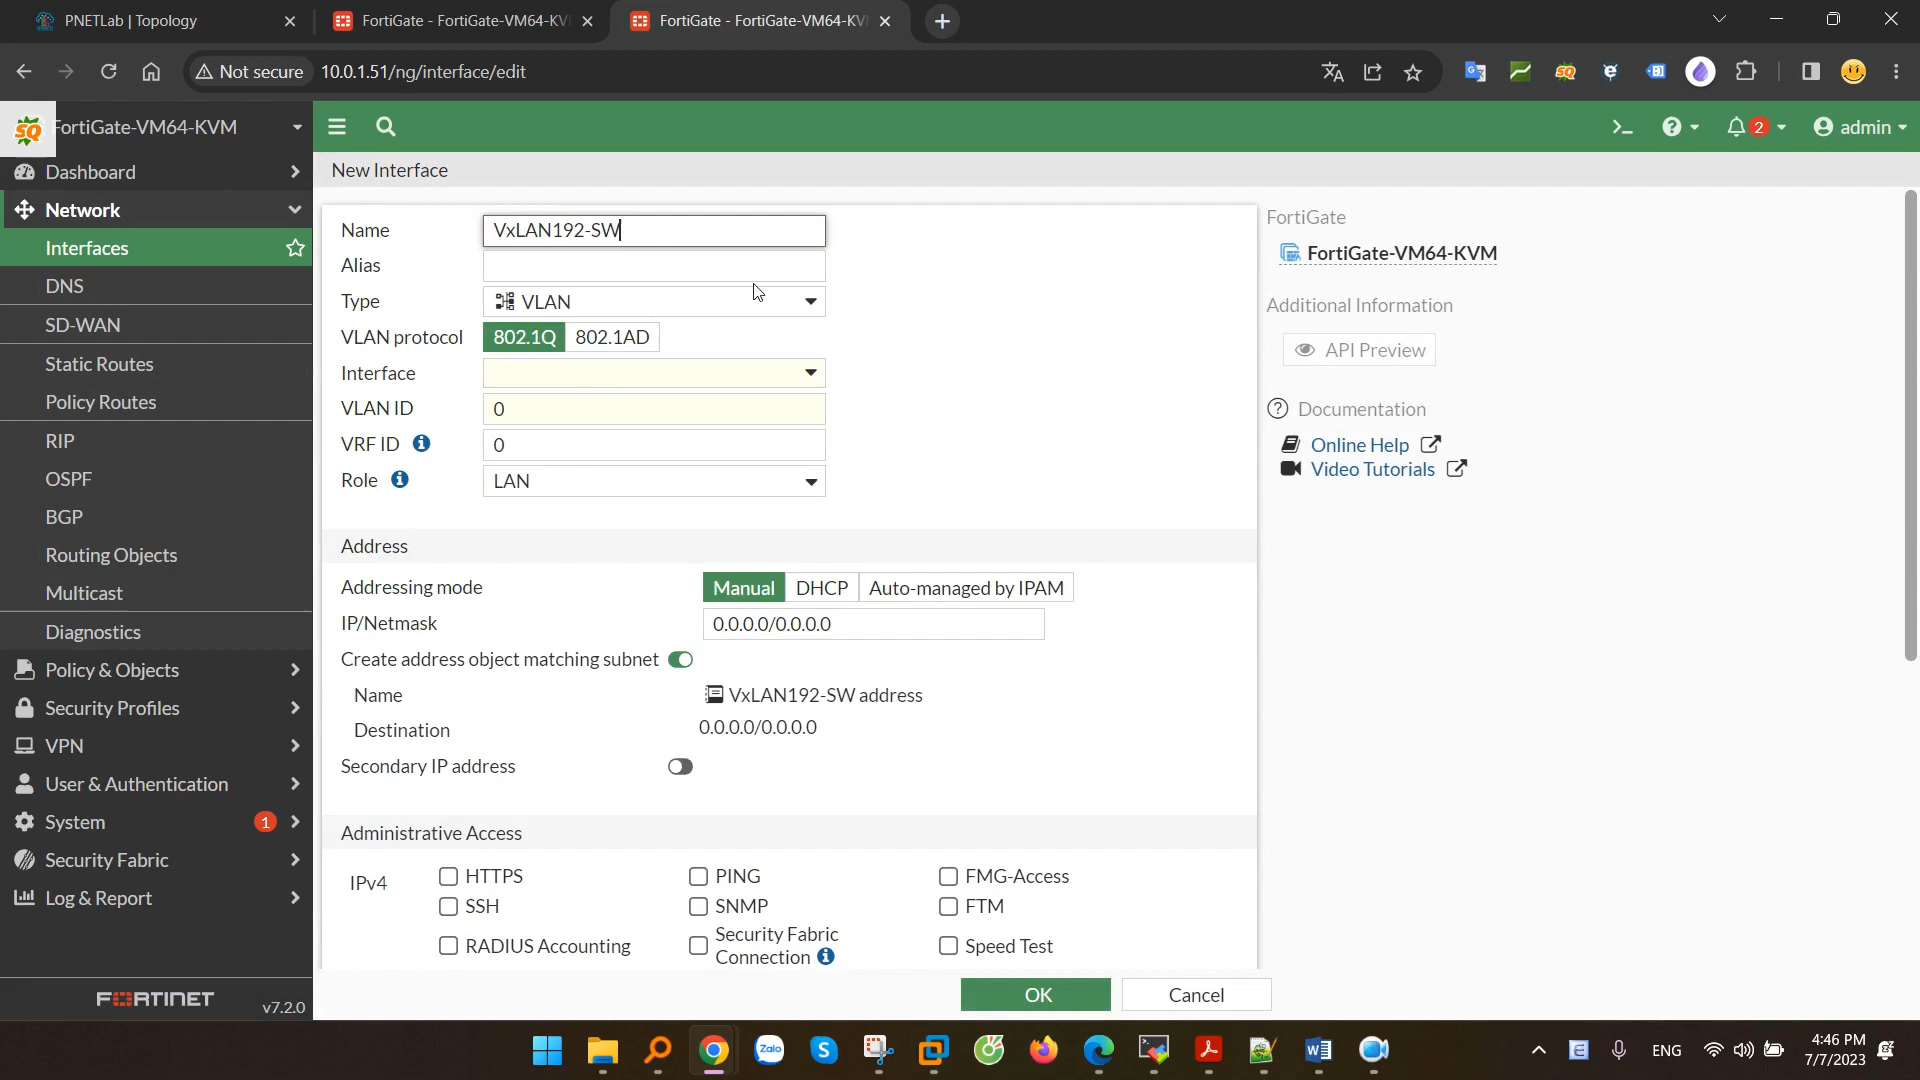 PNETLab | Topology
FortiGate - FortiGate-VM64-KV
FortiGate - FortiGate-VM64-KV
Not secure
10.0.1.51/ng/interface/edit
SQ
FortiGate-VM64-KVM
2
admin
Dashboard
Network
Interfaces
DNS
SD-WAN
Static Routes
Policy Routes
RIP
OSPF
BGP
Routing Objects
Multicast
Diagnostics
Policy & Objects
Security Profiles
VPN
User & Authentication
System 1
Security Fabric
Log & Report
FORTINET v7.2.0
New Interface
Name VxLAN192-SW
Alias
Type VLAN
VLAN protocol 802.1Q 802.1AD
Interface
VLAN ID 0
VRF ID 0
Role LAN
Address
Addressing mode Manual DHCP Auto-managed by IPAM
IP/Netmask 0.0.0.0/0.0.0.0
Create address object matching subnet
Name VxLAN192-SW address
Destination 0.0.0.0/0.0.0.0
Secondary IP address
Administrative Access
IPv4
HTTPS PING FMG-Access
SSH SNMP FTM
RADIUS Accounting Security Fabric Connection Speed Test
OK Cancel
FortiGate
FortiGate-VM64-KVM
Additional Information
API Preview
Documentation
Online Help
Video Tutorials
Zalo
ENG
4:46 PM
7/7/2023